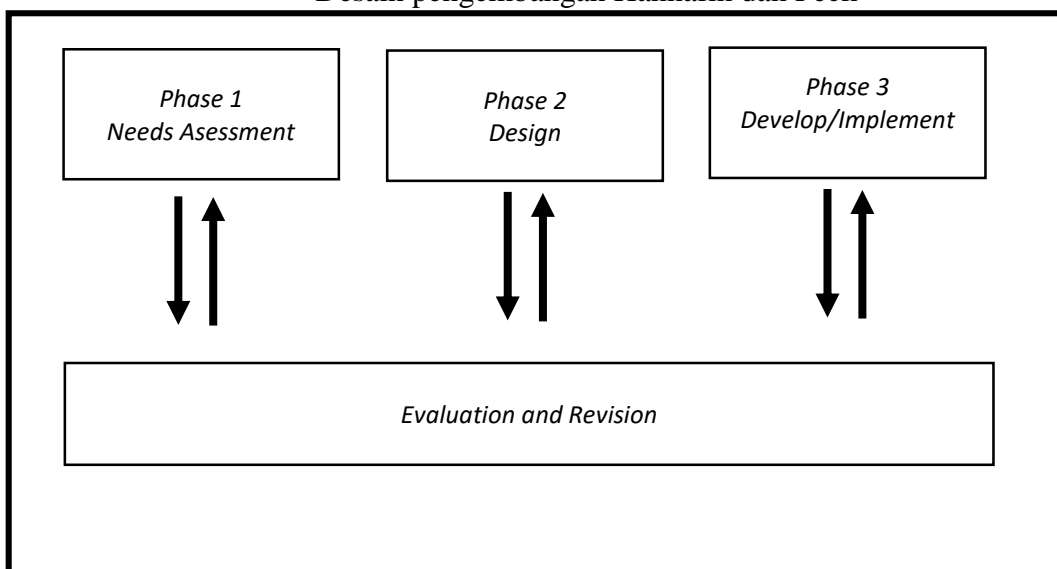 Desain pengembangan Hannafin dan Peck
Phase 1
Needs Asessment
Phase 2
Design
Phase 3
Develop/Implement
Evaluation and Revision